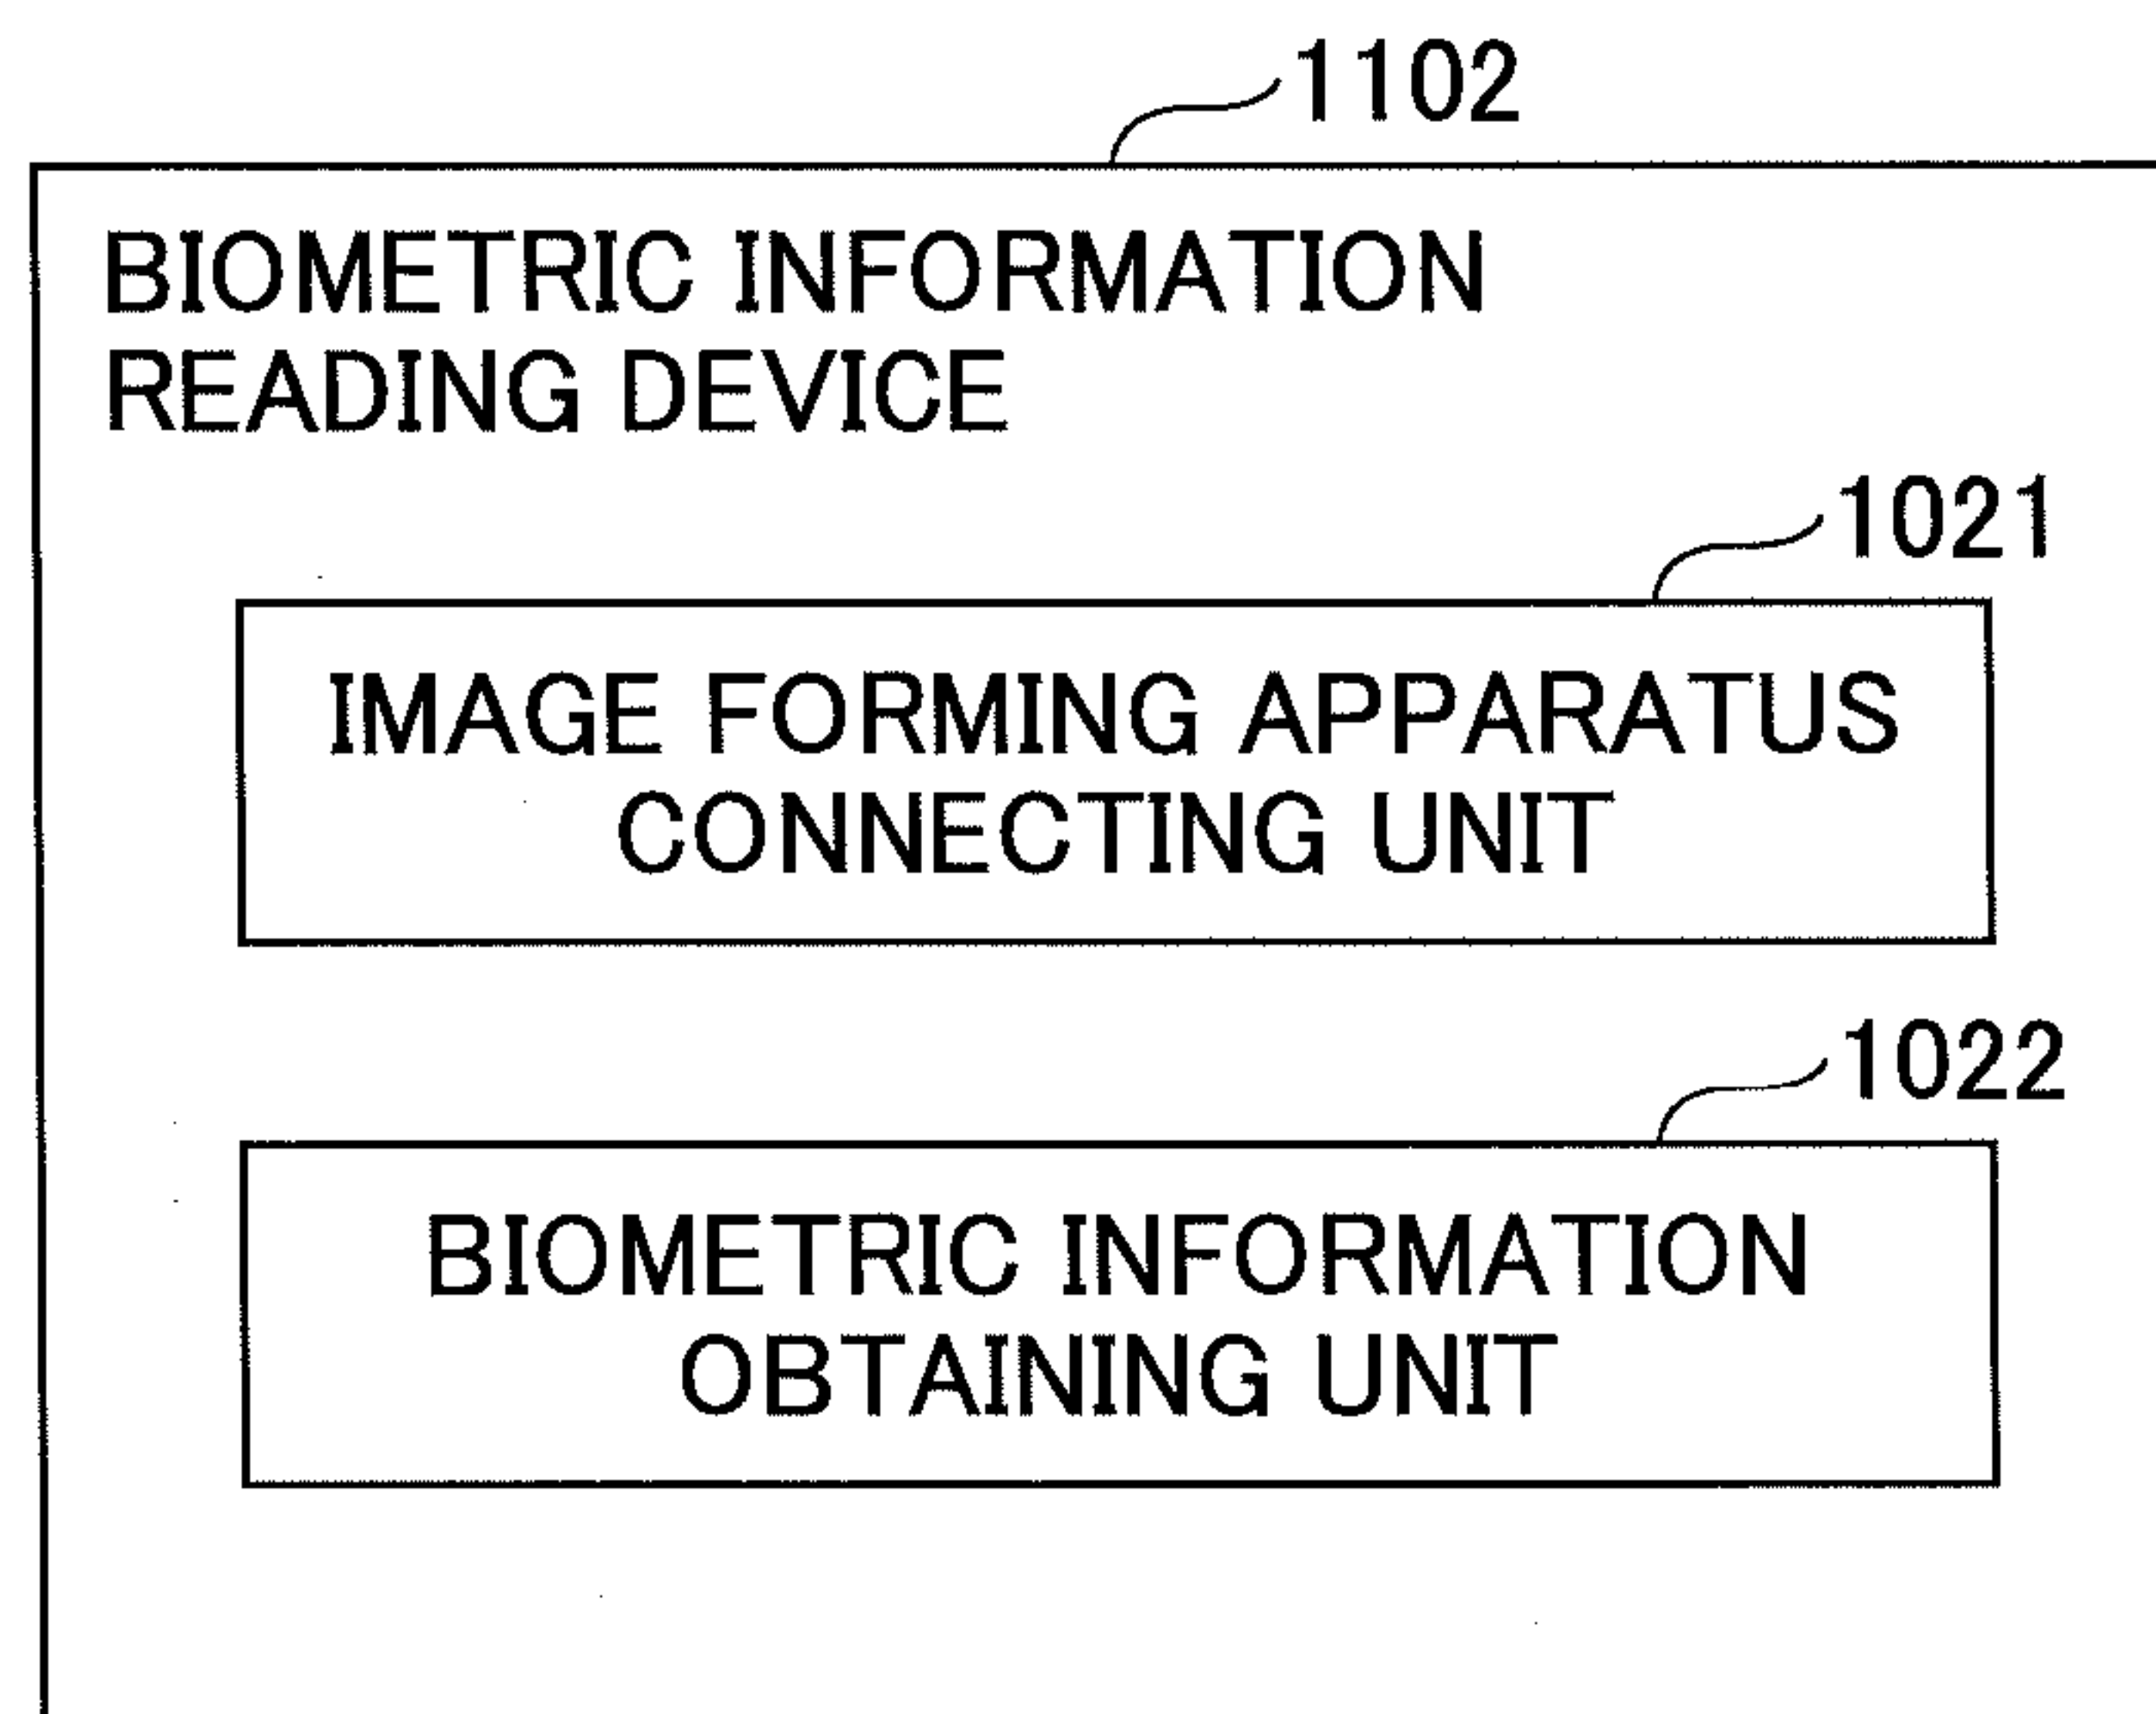 1102
BIOMETRIC INFORMATION
READING DEVICE
1021
IMAGE FORMING APPARATUS
CONNECTING UNIT
1022
BIOMETRIC INFORMATION
OBTAINING UNIT